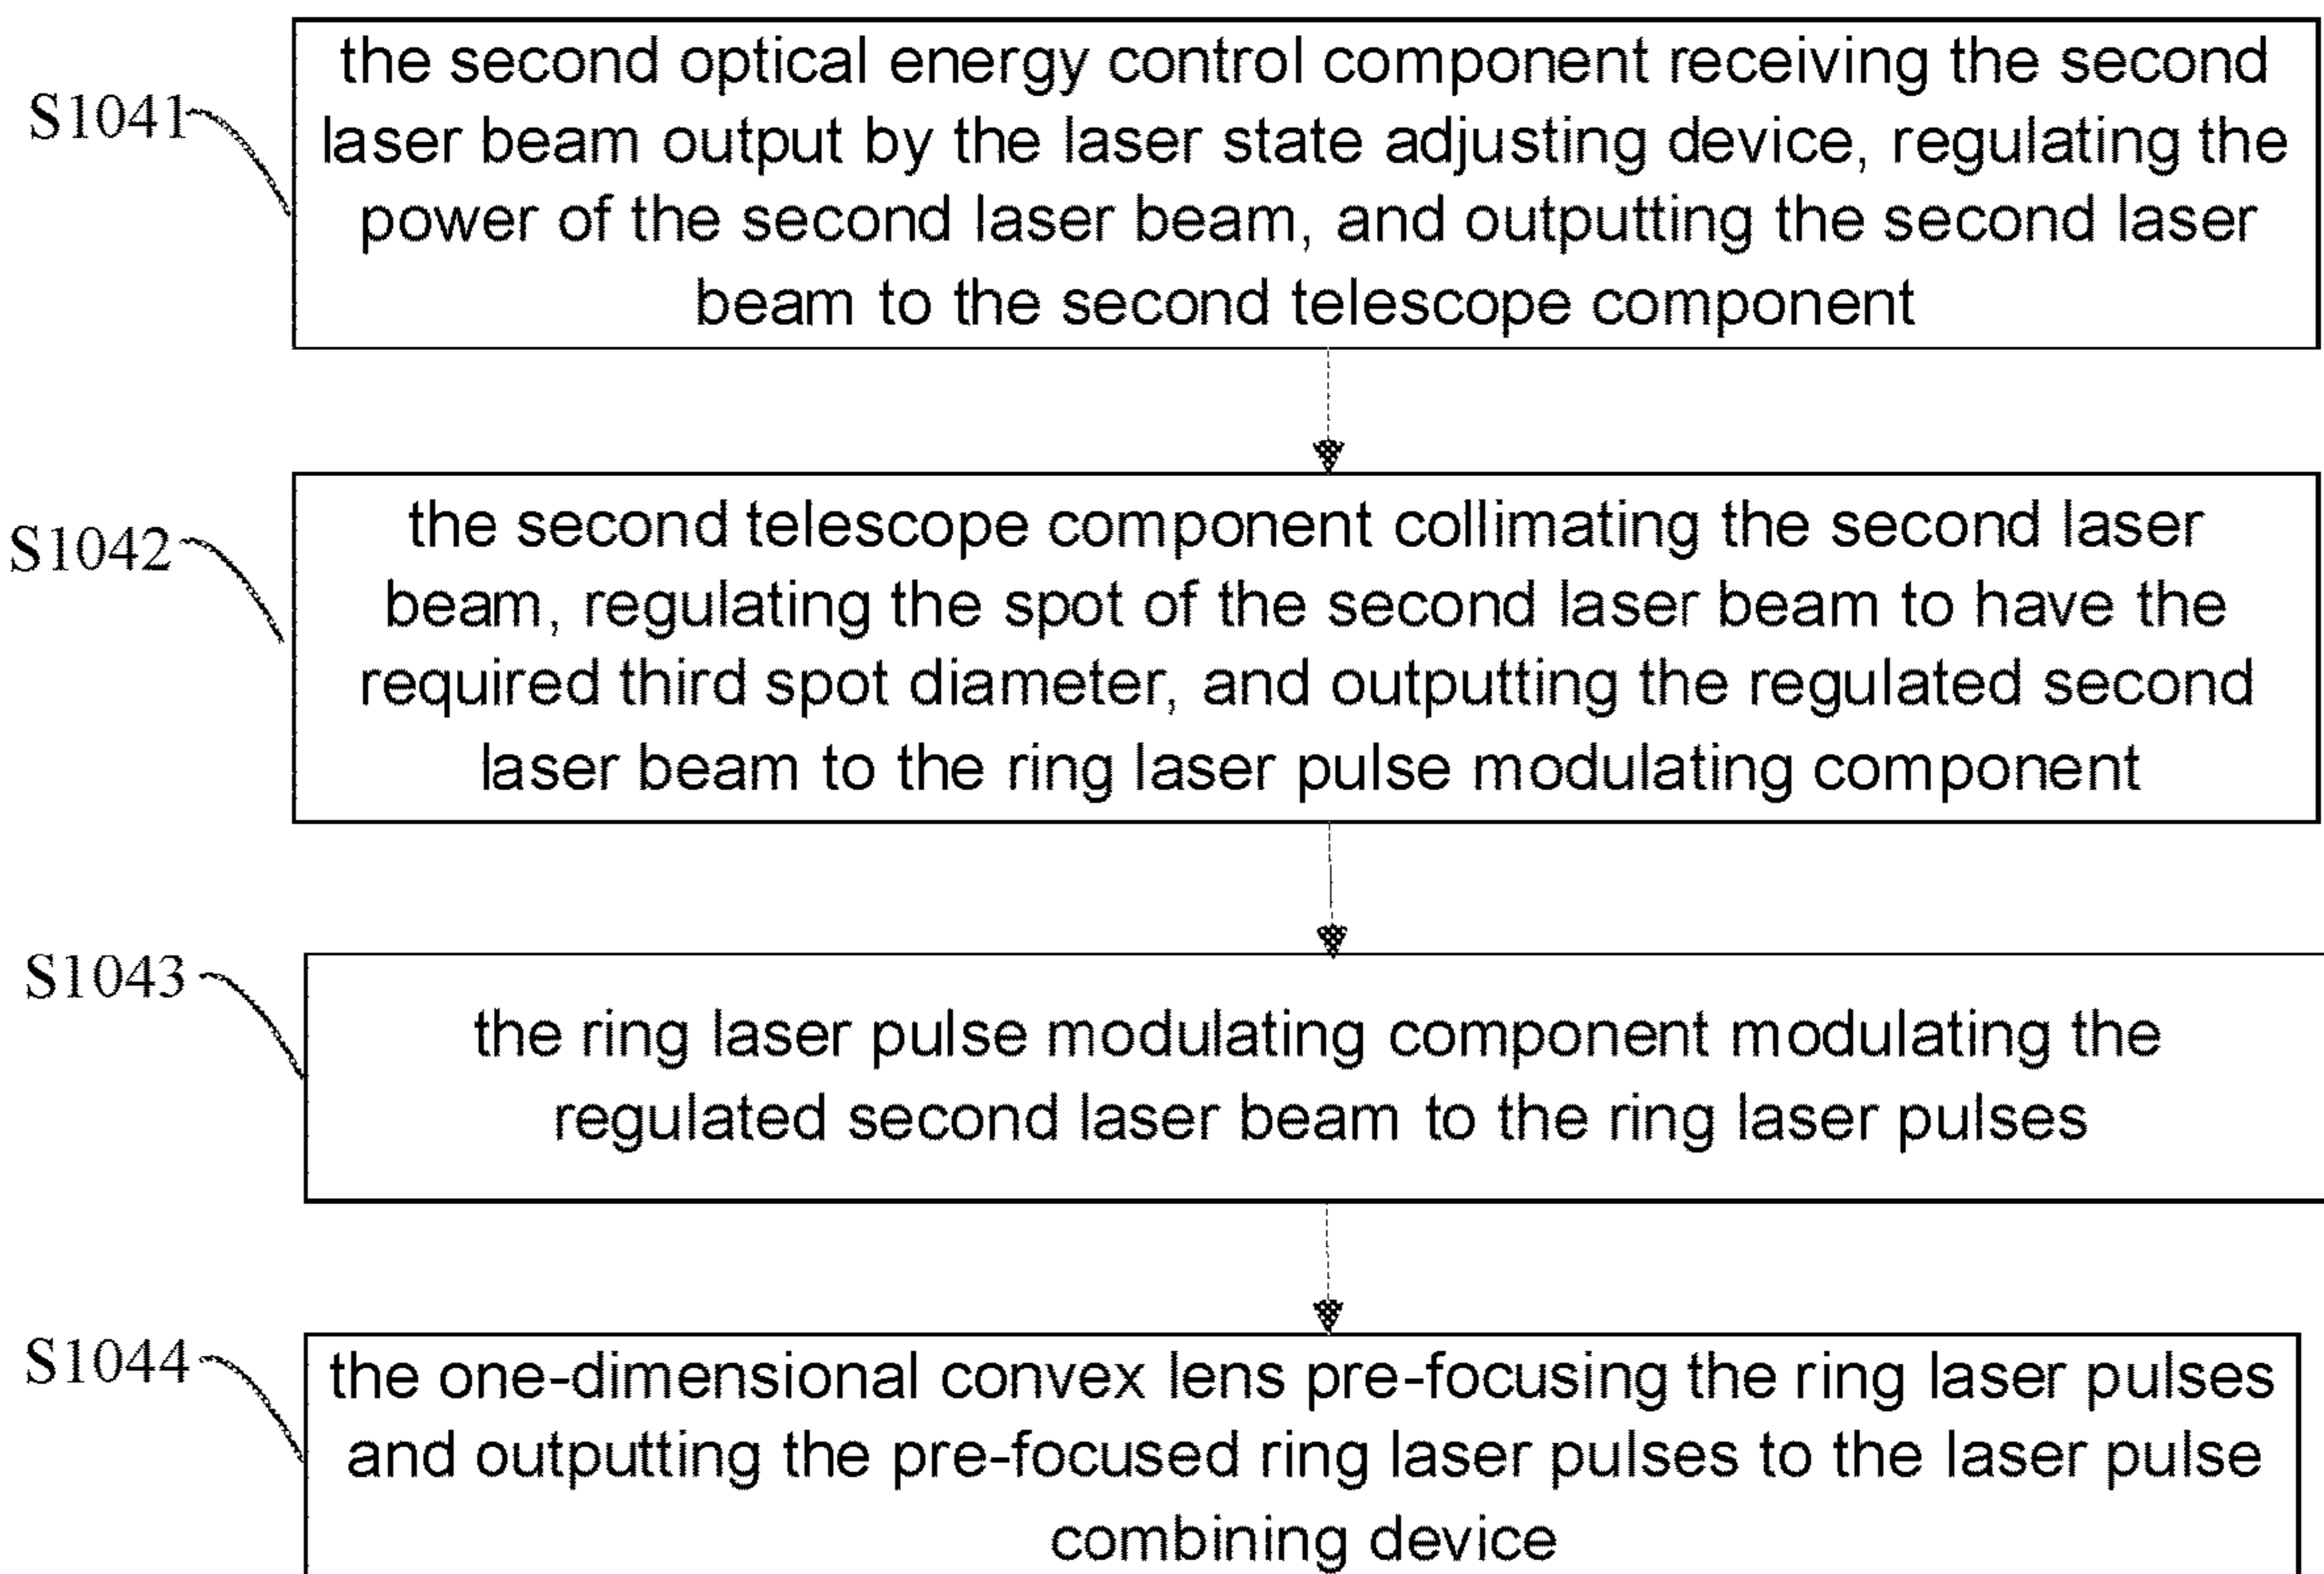 S1041
the second optical energy control component receiving the second
laser beam output by the laser state adjusting device, regulating the
power of the second laser beam, and outputting the second laser
beam to the second telescope component
S1042
the second telescope component collimating the second laser
beam, regulating the spot of the second laser beam to have the
required third spot diameter, and outputting the regulated second
laser beam to the ring laser pulse modulating component
S1043
the ring laser pulse modulating component modulating the
regulated second laser beam to the ring laser pulses
S1044
the one-dimensional convex lens pre-focusing the ring laser pulses
and outputting the pre-focused ring laser pulses to the laser pulse
combining device